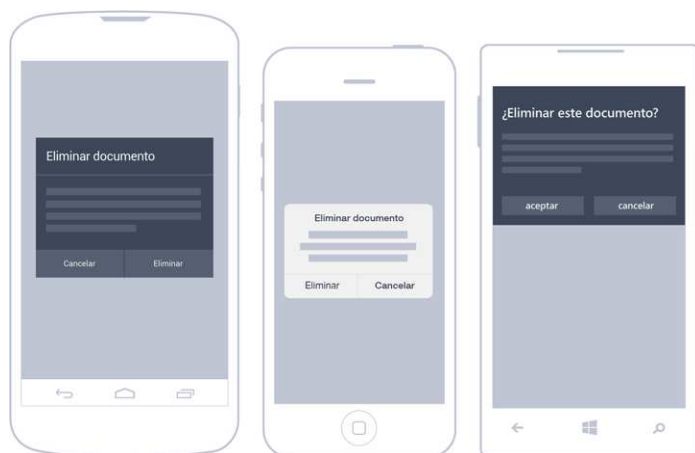 Eliminar documento
Cancelar Eliminar
Eliminar documento
Eliminar Cancelar
¿Eliminar este documento?
aceptar cancelar